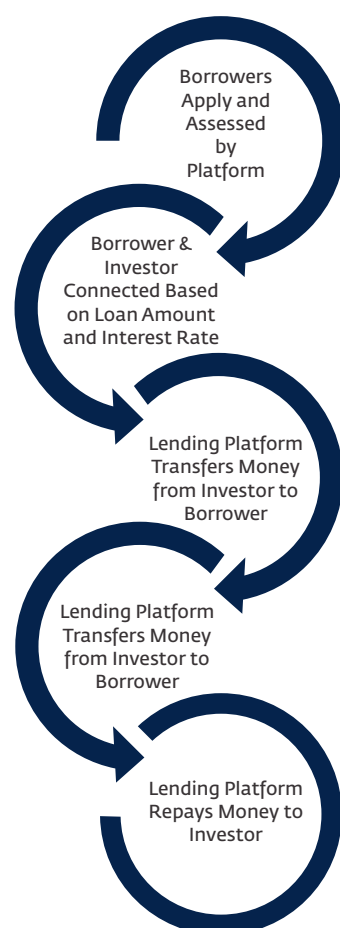 Borrowers
Apply and
Assessed
by
Platform
Borrower &
Investor
Connected Based
on Loan Amount
and Interest Rate
Lending Platform
Transfers Money
from Investor to
Borrower
Lending Platform
Transfers Money
from Investor to
Borrower
Lending Platform
Repays Money to
Investor